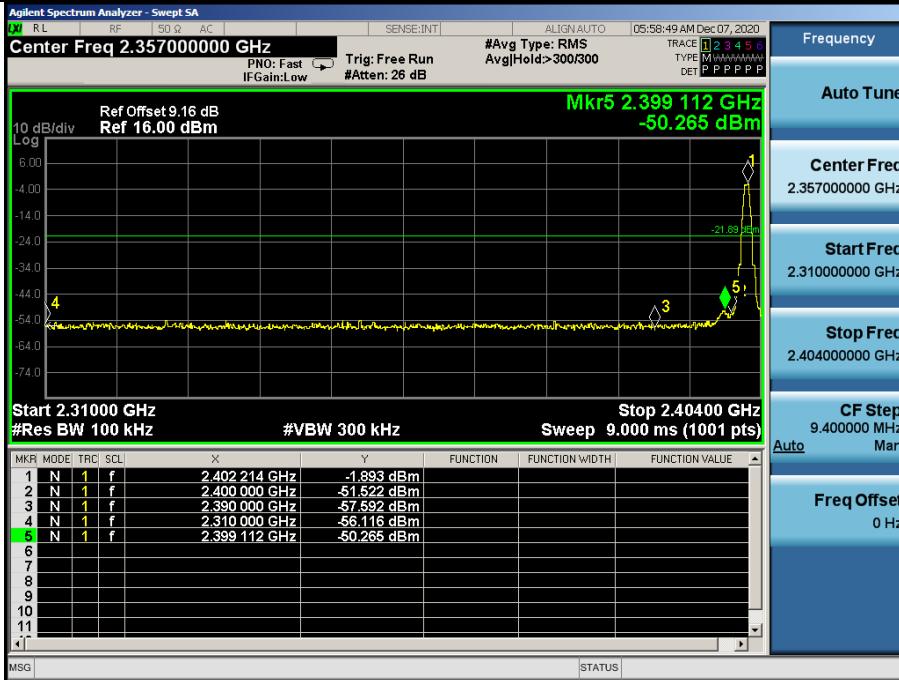 Agilent Spectrum Analyzer - Swept SA
LXI RL RF 50 Ω AC SENSE:INT ALIGN AUTO 05:58:49 AM Dec 07, 2020
Center Freq 2.357000000 GHz
PNO: Fast
IFGain:Low
Trig: Free Run
#Atten: 26 dB
#Avg Type: RMS
Avg|Hold:>300/300
TRACE 1 2 3 4 5 6
TYPE M
DET P P P P P P
Ref Offset 9.16 dB
Ref 16.00 dBm
10 dB/div
Log
Mkr5 2.399 112 GHz
-50.265 dBm
6.00
-4.00
-14.0
-24.0
-34.0
-44.0
-54.0
-64.0
-74.0
1
-21.89 dBm
5
4
3
Start 2.31000 GHz
Stop 2.40400 GHz
#Res BW 100 kHz
#VBW 300 kHz
Sweep 9.000 ms (1001 pts)
MKR MODE TRC SCL X Y FUNCTION FUNCTION WIDTH FUNCTION VALUE
1 N 1 f 2.402 214 GHz -1.893 dBm
2 N 1 f 2.400 000 GHz -51.522 dBm
3 N 1 f 2.390 000 GHz -57.592 dBm
4 N 1 f 2.310 000 GHz -56.116 dBm
5 N 1 f 2.399 112 GHz -50.265 dBm
6
7
8
9
10
11
MSG
STATUS
Frequency
Auto Tune
Center Freq
2.357000000 GHz
Start Freq
2.310000000 GHz
Stop Freq
2.404000000 GHz
CF Step
9.400000 MHz
Auto Man
Freq Offset
0 Hz